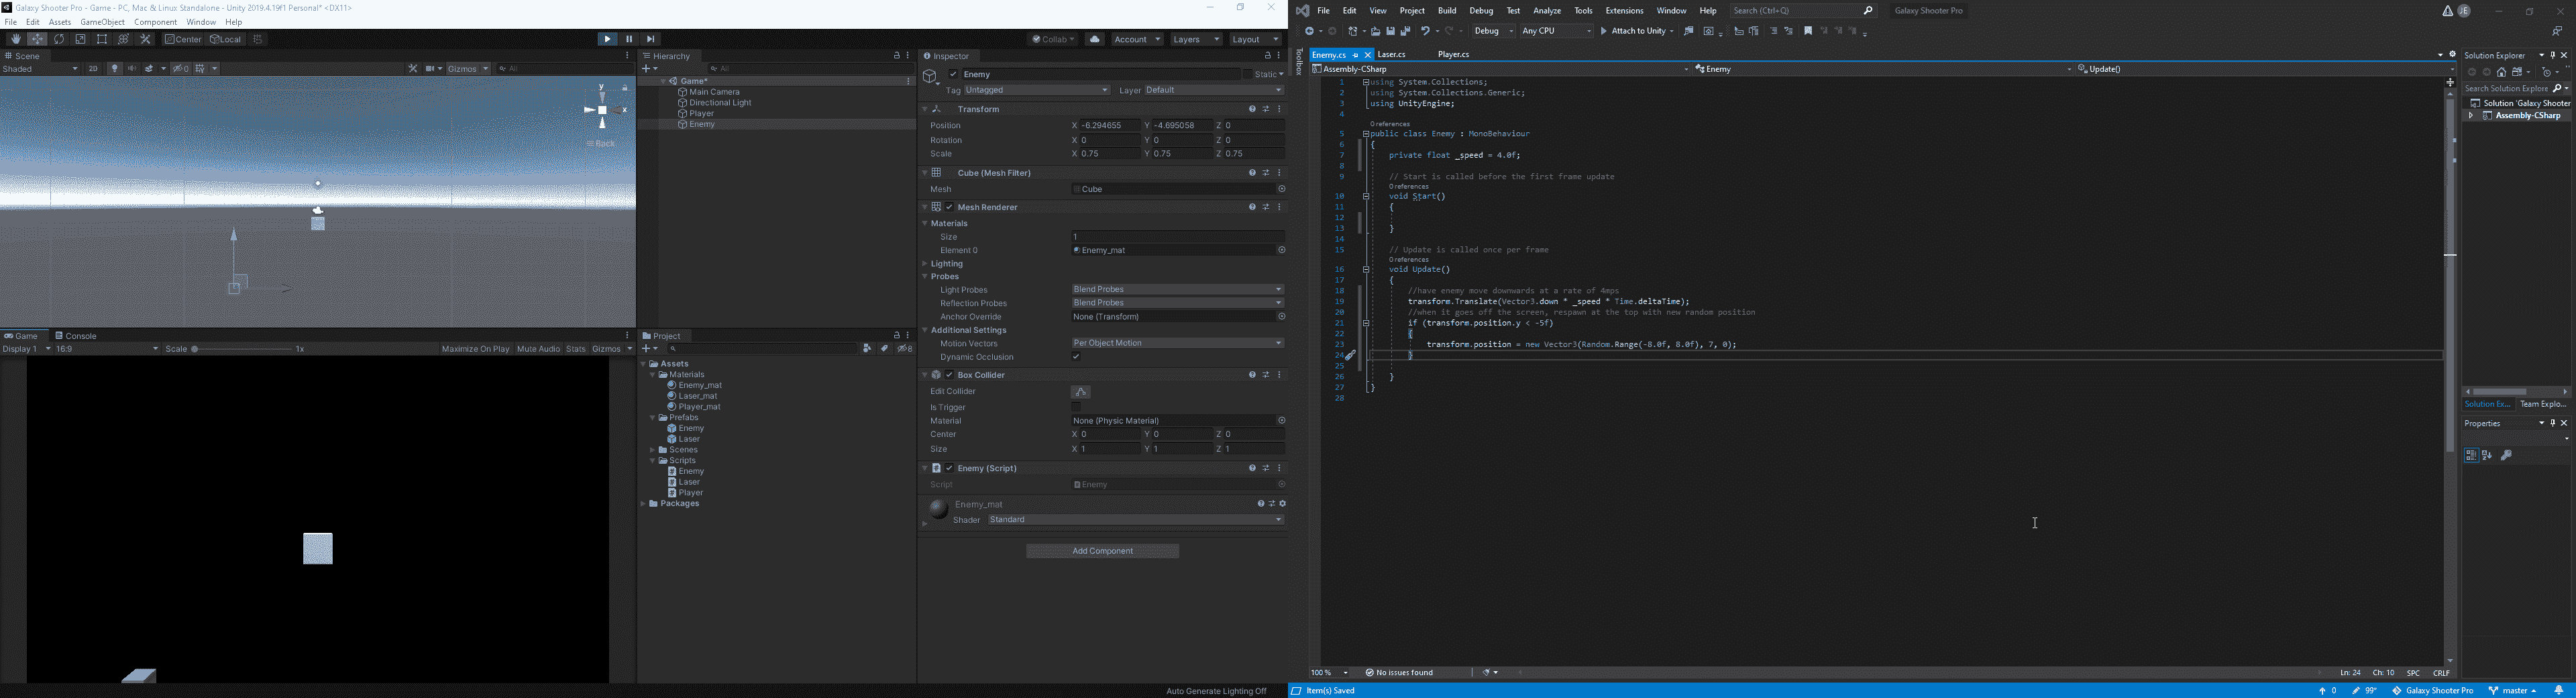 Galaxy Shooter Pro - Game - PC, Mac & Linux Standalone - Unity 2019.4.19f1 Personal* <DX11>
File Edit Assets GameObject Component Window Help
Center Local
Collab Account Layers Layout
Scene
Shaded 2D 0 Gizmos All
y
x
Back
Game Console
Display 1 16:9 Scale 1x Maximize On Play Mute Audio Stats Gizmos
Hierarchy
All
Game*
Main Camera
Directional Light
Player
Enemy
Project
8
Assets
Materials
Enemy_mat
Laser_mat
Player_mat
Prefabs
Enemy
Laser
Scenes
Scripts
Enemy
Laser
Player
Packages
Inspector
Enemy Static
Tag Untagged Layer Default
Transform
Position X -6.294655 Y -4.695058 Z 0
Rotation X 0 Y 0 Z 0
Scale X 0.75 Y 0.75 Z 0.75
Cube (Mesh Filter)
Mesh Cube
Mesh Renderer
Materials
Size 1
Element 0 Enemy_mat
Lighting
Probes
Light Probes Blend Probes
Reflection Probes Blend Probes
Anchor Override None (Transform)
Additional Settings
Motion Vectors Per Object Motion
Dynamic Occlusion
Box Collider
Edit Collider
Is Trigger
Material None (Physic Material)
Center X 0 Y 0 Z 0
Size X 1 Y 1 Z 1
Enemy (Script)
Script Enemy
Enemy_mat
Shader Standard
Add Component
Auto Generate Lighting Off
File Edit View Project Build Debug Test Analyze Tools Extensions Window Help Search (Ctrl+Q) Galaxy Shooter Pro JE
Debug Any CPU Attach to Unity
Toolbox
Enemy.cs Laser.cs Player.cs
Assembly-CSharp Enemy Update()
1 using System.Collections;
2 using System.Collections.Generic;
3 using UnityEngine;
4
0 references
5 public class Enemy : MonoBehaviour
6 {
7 private float _speed = 4.0f;
8
9 // Start is called before the first frame update
0 references
10 void Start()
11 {
12
13 }
14
15 // Update is called once per frame
0 references
16 void Update()
17 {
18 //have enemy move downwards at a rate of 4mps
19 transform.Translate(Vector3.down * _speed * Time.deltaTime);
20 //when it goes off the screen, respawn at the top with new random position
21 if (transform.position.y < -5f)
22 {
23 transform.position = new Vector3(Random.Range(-8.0f, 8.0f), 7, 0);
24 }
25
26 }
27 }
28
100 % No issues found Ln: 24 Ch: 10 SPC CRLF
Solution Explorer
Search Solution Explore
Solution 'Galaxy Shooter
Assembly-CSharp
Solution Ex... Team Explo...
Properties
Item(s) Saved 0 99+ Galaxy Shooter Pro master